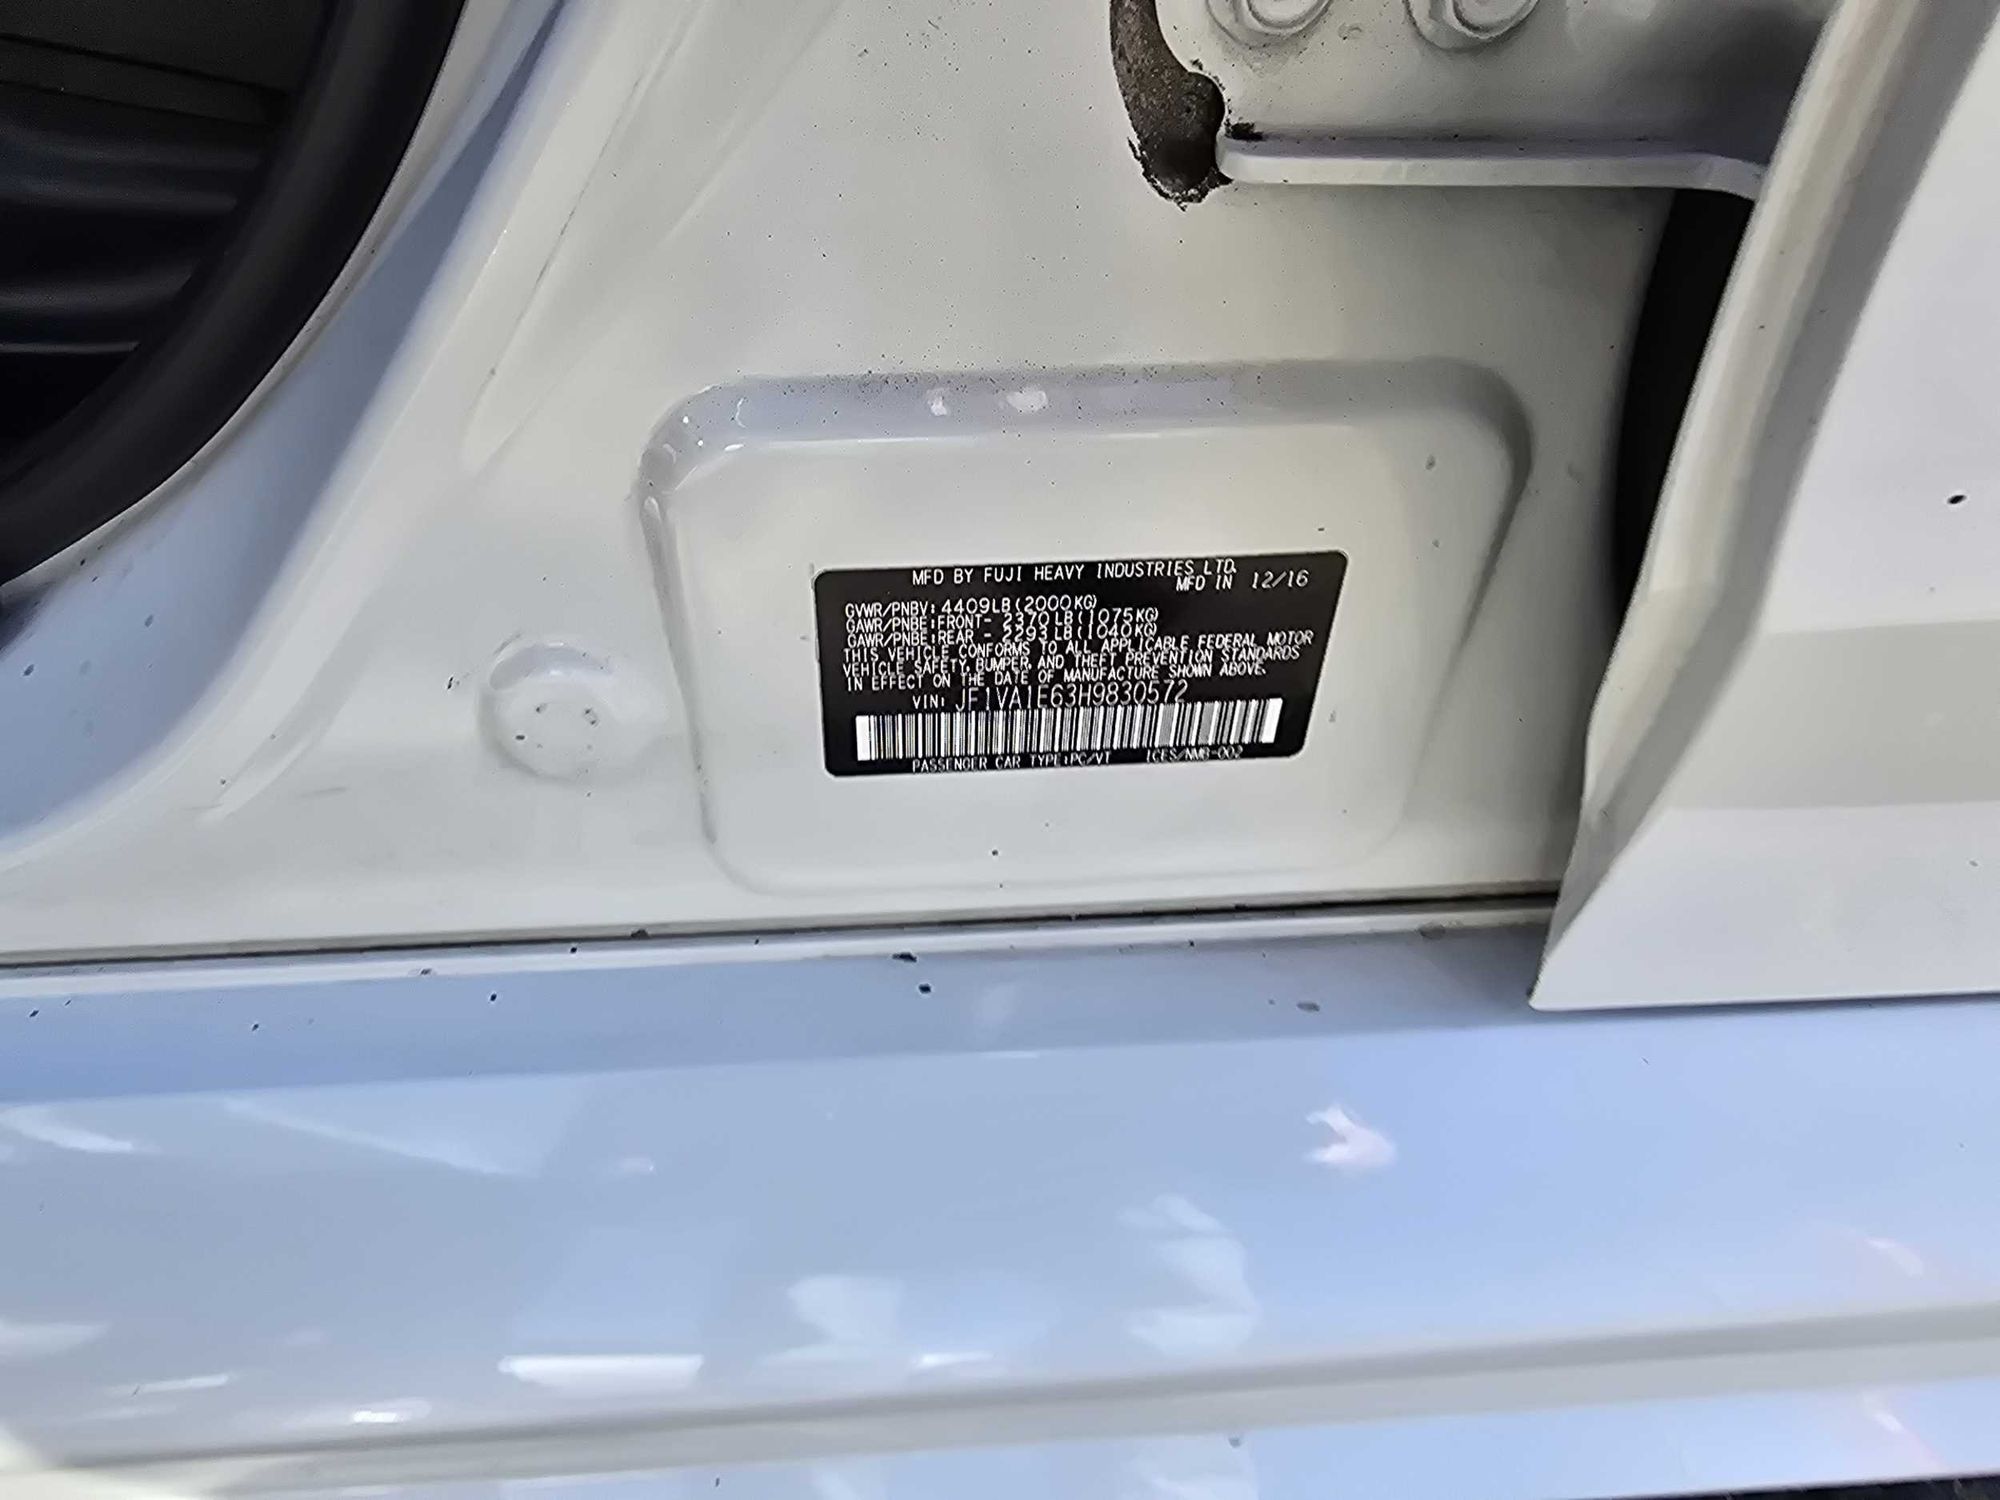 MFD BY FUJI HEAVY INDUSTRIES LTD.
MFD IN 12/16
GVWR/PNBV: 4409LB(2000KG)
GAWR/PNBE:FRONT- 2370LB(1075KG)
GAWR/PNBE:REAR - 2293LB(1040KG)
THIS VEHICLE CONFORMS TO ALL APPLICABLE FEDERAL MOTOR
VEHICLE SAFETY, BUMPER, AND THEFT PREVENTION STANDARDS
IN EFFECT ON THE DATE OF MANUFACTURE SHOWN ABOVE.
VIN: JF1VA1E63H9830572
PASSENGER CAR TYPE:PC/VT ICES/NMB-002